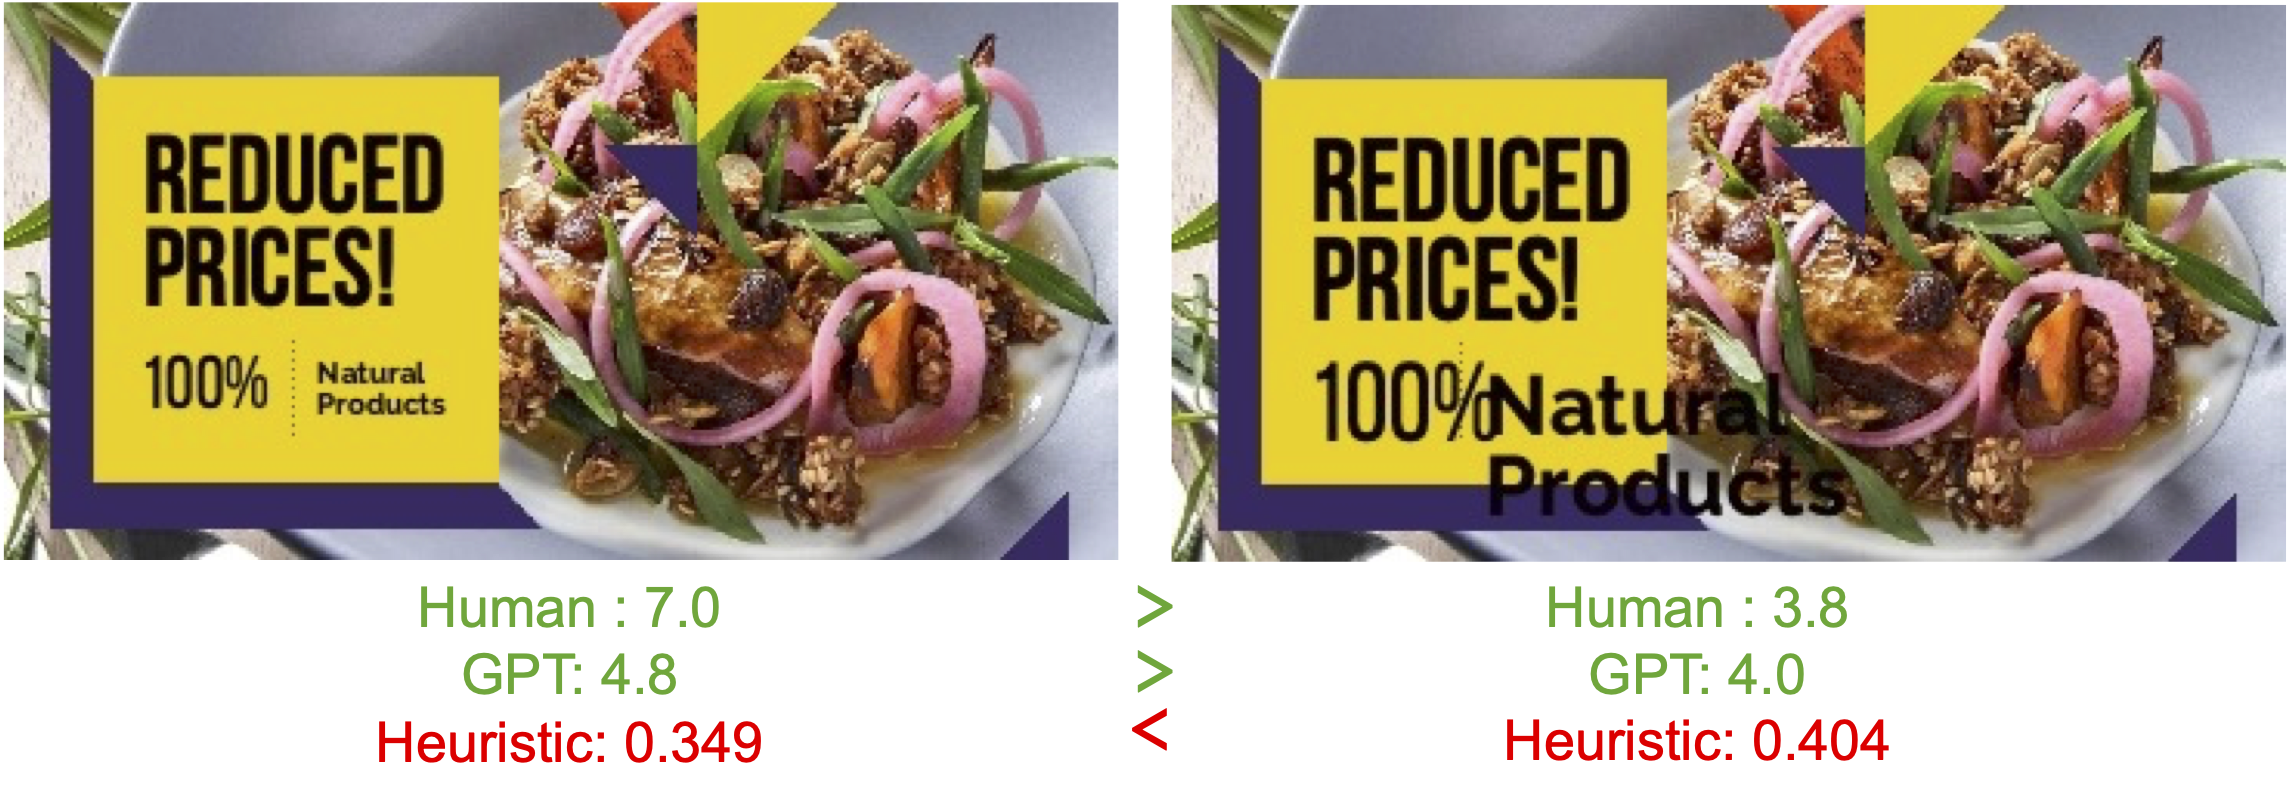 REDUCED
PRICES!
100%
Natural
Products
REDUCED
PRICES!
100%
Natural
Products
Human : 7.0 > Human : 3.8
GPT: 4.8 > GPT: 4.0
Heuristic: 0.349 < Heuristic: 0.404